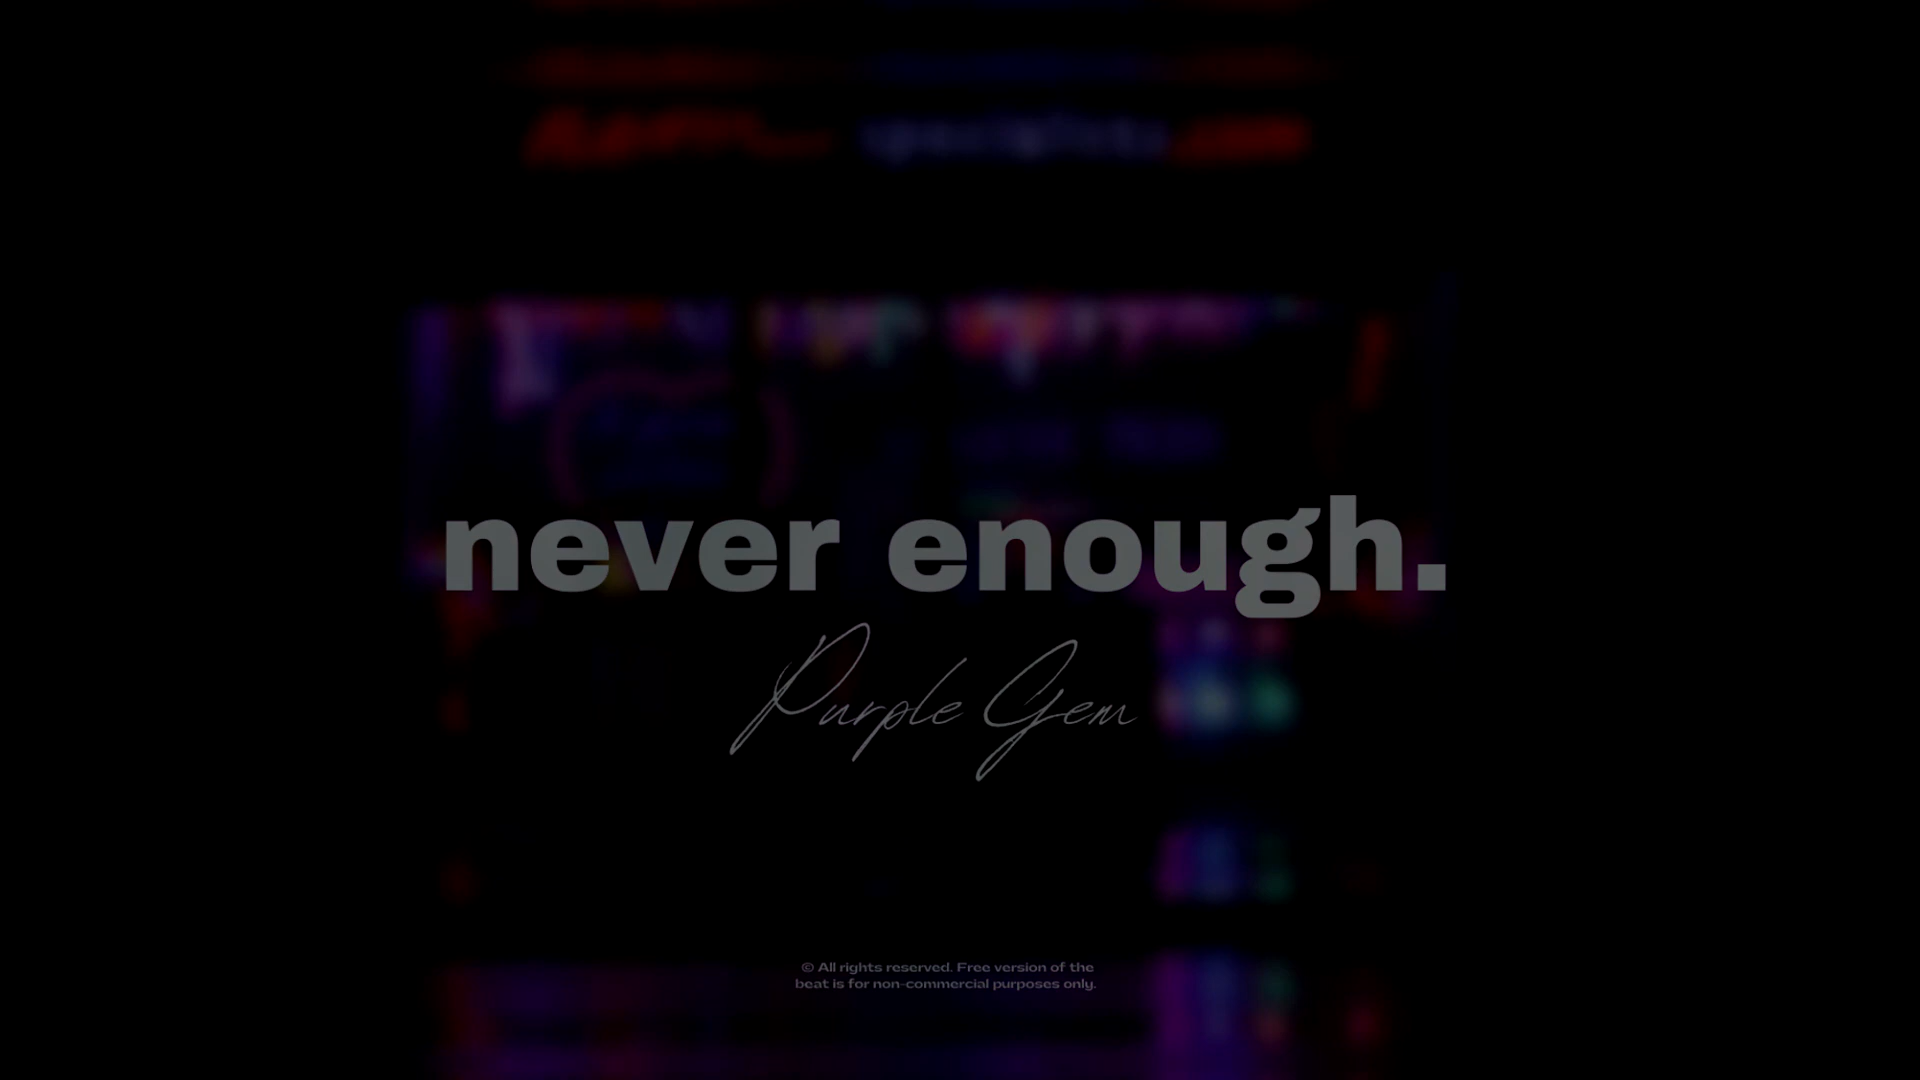 never enough.
Purple Gem
© All rights reserved. Free version of the
beat is for non-commercial purposes only.